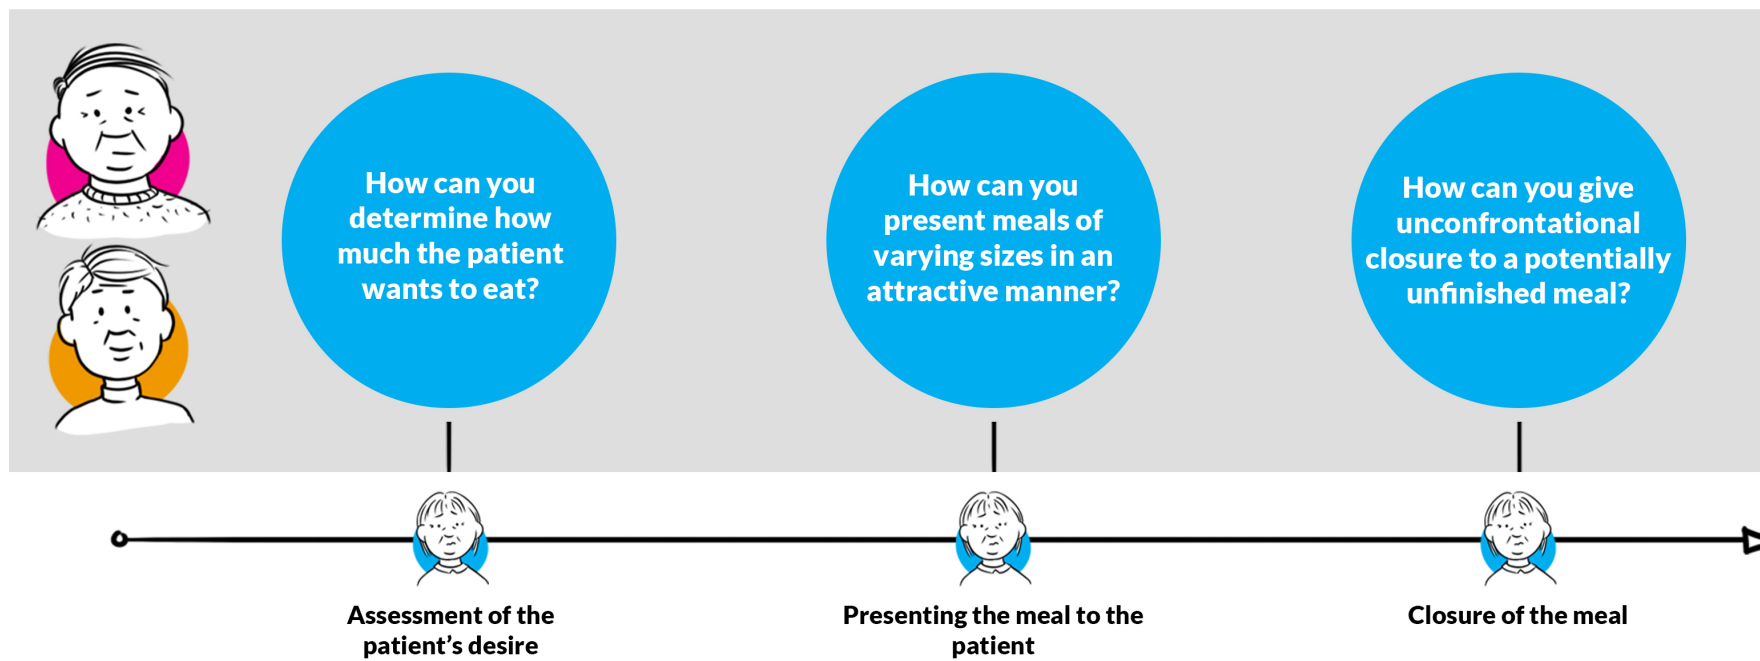 How can you
determine how
much the patient
wants to eat?
How can you
present meals of
varying sizes in an
attractive manner?
How can you give
unconfrontational
closure to a potentially
unfinished meal?
Assessment of the
patient’s desire
Presenting the meal to the
patient
Closure of the meal